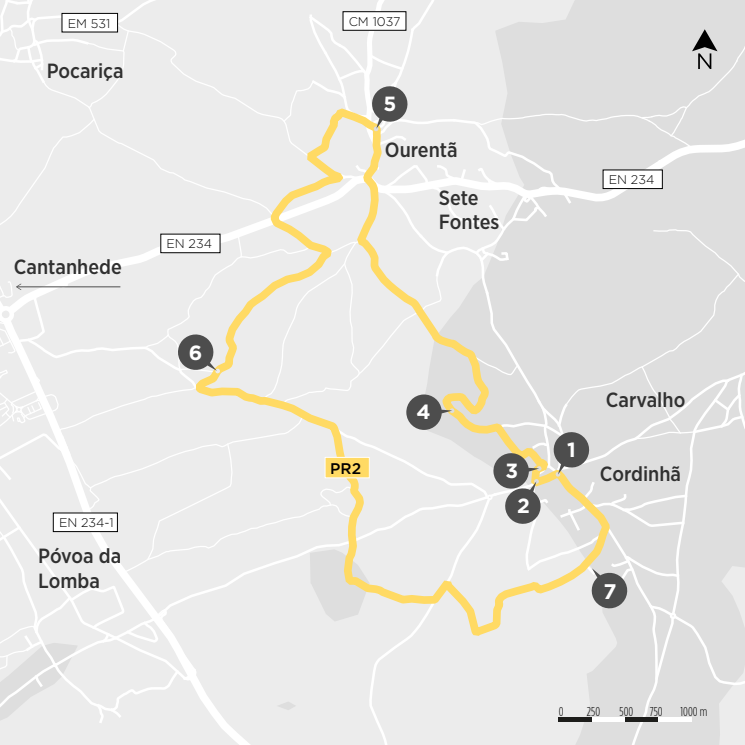 EM 531
CM 1037
Pocariça
N
5
Ourentã
EN 234
Sete
Fontes
EN 234
Cantanhede
6
4
Carvalho
1
PR2
3
Cordinhã
2
EN 234-1
Póvoa da
Lomba
7
0 250 500 750 1000 m